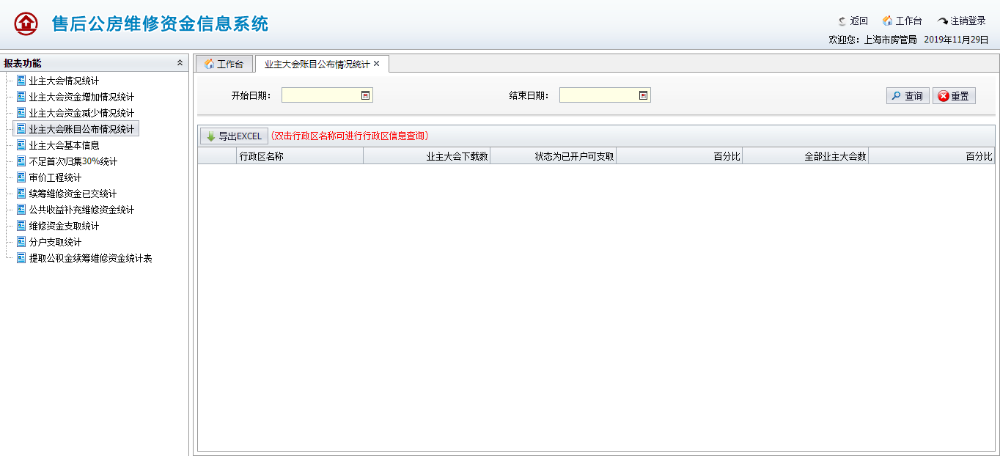 售后公房维修资金信息系统
返回 工作台 注销登录
欢迎您：上海市房管局 2019年11月29日
报表功能
业主大会情况统计
业主大会资金增加情况统计
业主大会资金减少情况统计
业主大会账目公布情况统计
业主大会基本信息
不足首次归集30%统计
审价工程统计
续筹维修资金已交统计
公共收益补充维修资金统计
维修资金支取统计
分户支取统计
提取公积金续筹维修资金统计表
工作台 业主大会账目公布情况统计
开始日期： 结束日期： 查询 重置
导出EXCEL (双击行政区名称可进行行政区信息查询)
行政区名称 业主大会下载数 状态为已开户可支取 百分比 全部业主大会数 百分比